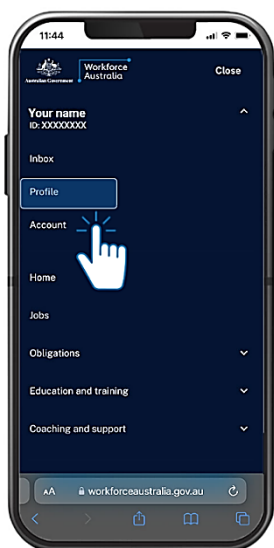 11:44
Australian Government
Workforce
Australia
Close
Your name
ID: XXXXXXXX
Inbox
Profile
Account
Home
Jobs
Obligations
Education and training
Coaching and support
AA
workforceaustralia.gov.au